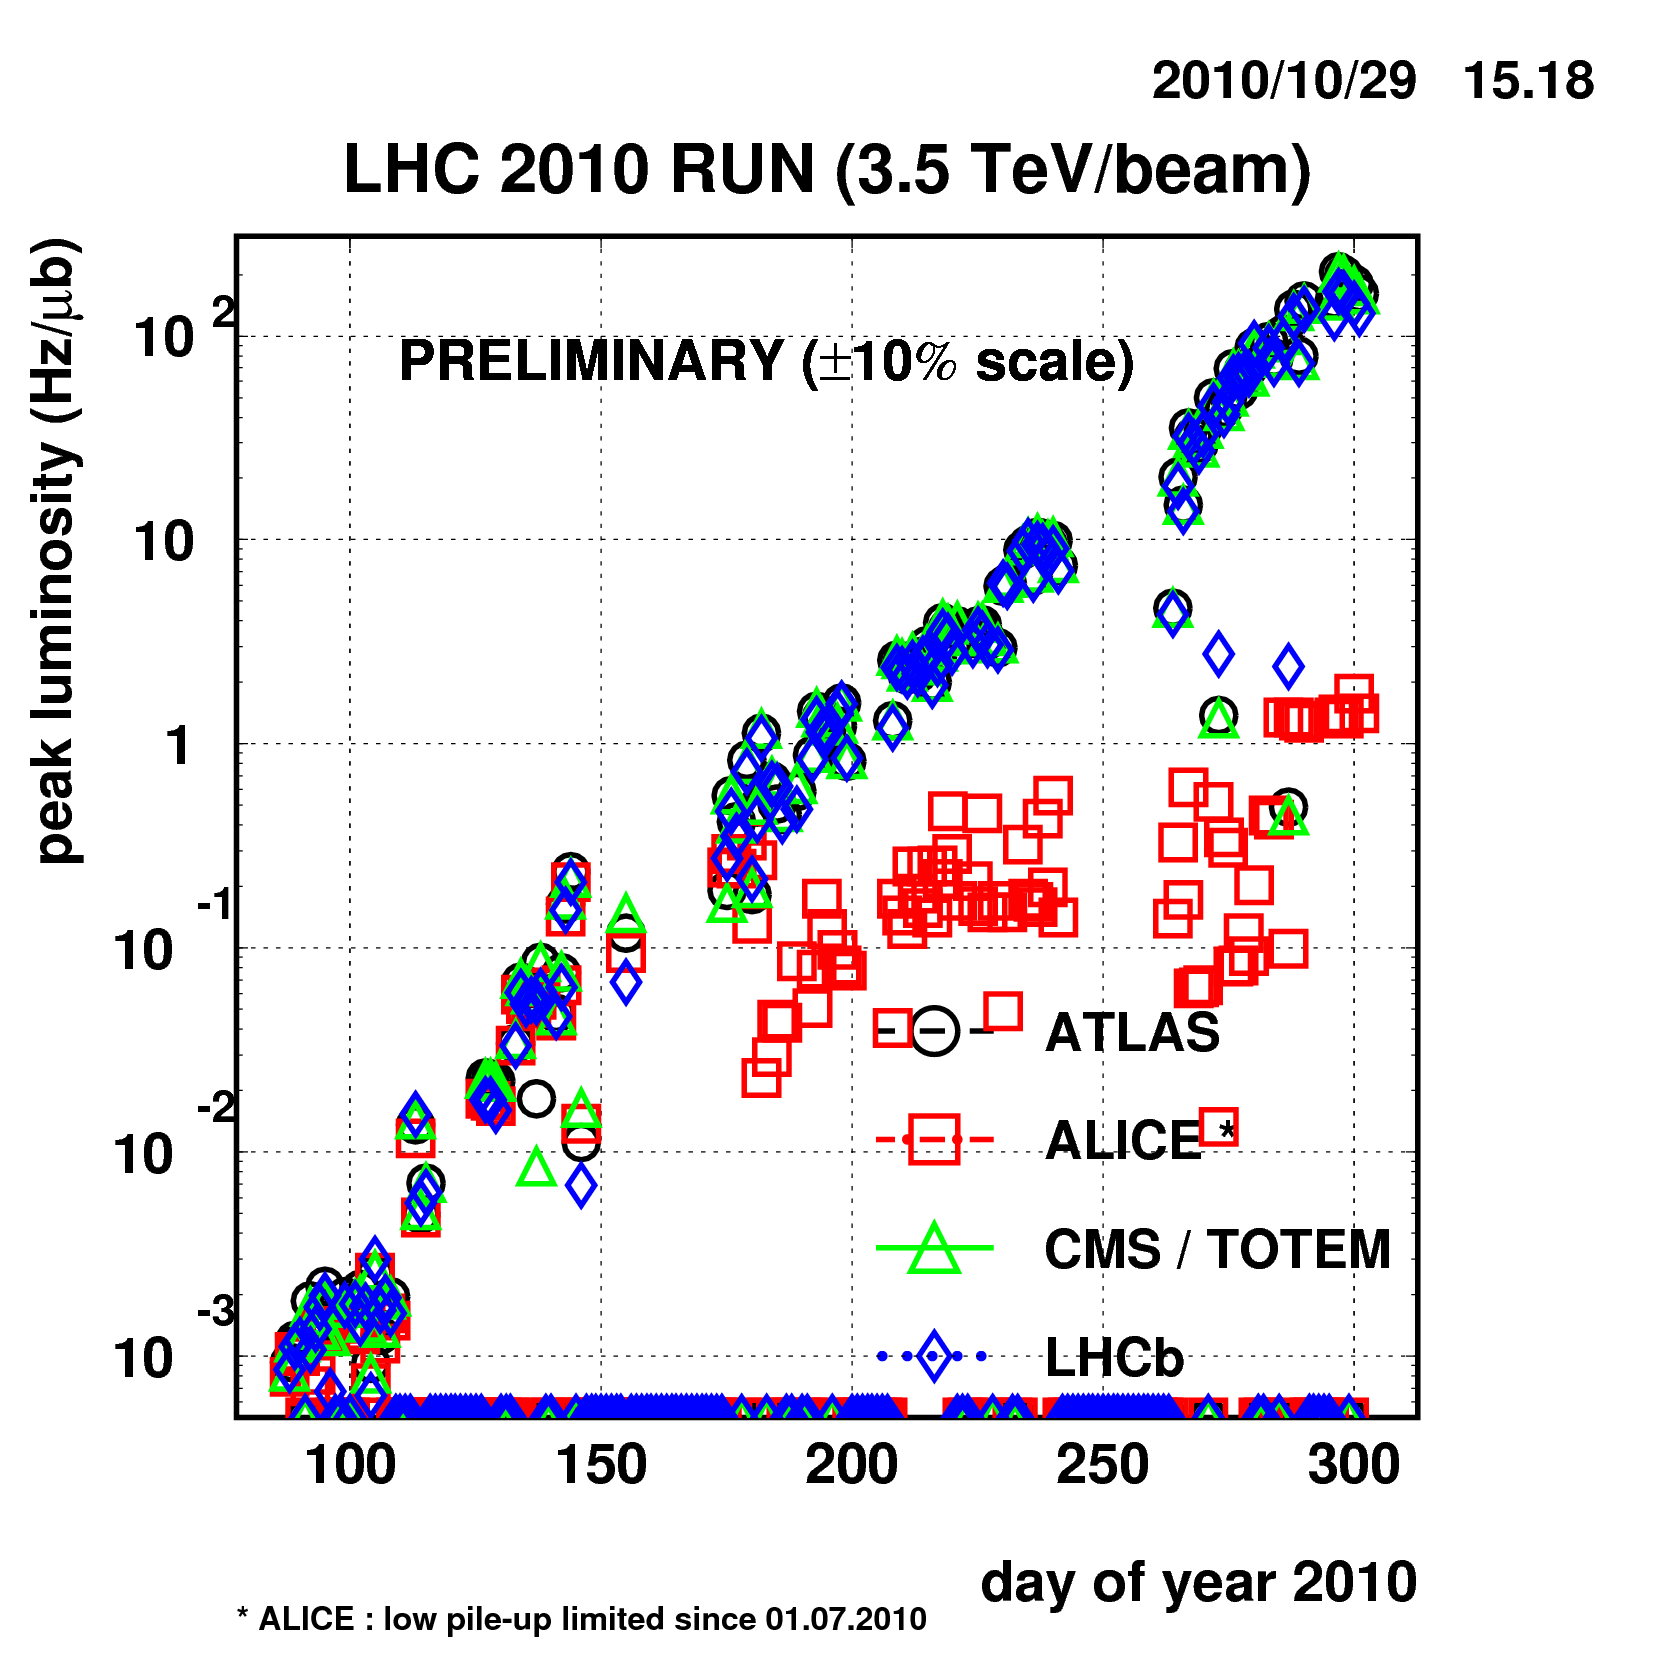 2010/10/29 15.18
LHC 2010 RUN (3.5 TeV/beam)
peak luminosity (Hz/μb)
PRELIMINARY (±10% scale)
10 2
10
1
10 -1
10 -2
10 -3
ATLAS
ALICE *
CMS / TOTEM
LHCb
100 150 200 250 300
day of year 2010
* ALICE : low pile-up limited since 01.07.2010